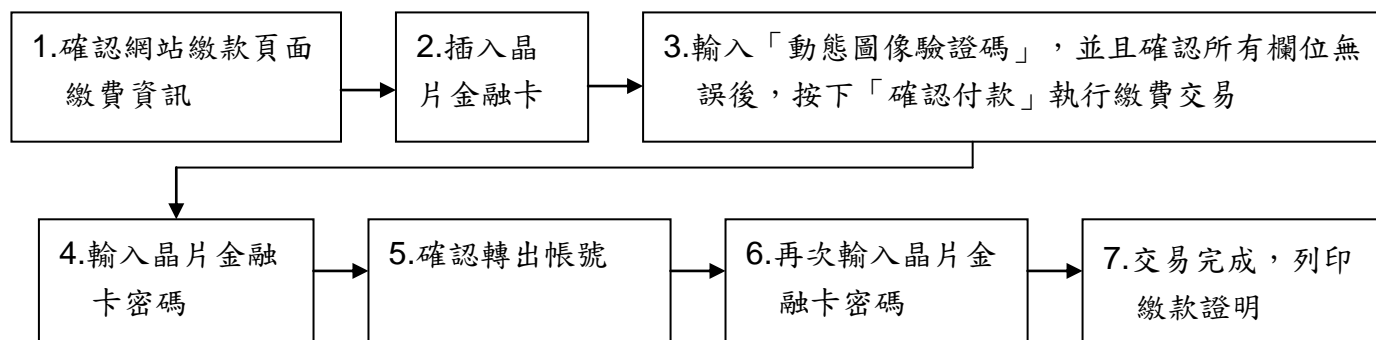 1.確認網站繳款頁面
繳費資訊
2.插入晶
片金融卡
3.輸入「動態圖像驗證碼」，並且確認所有欄位無
誤後，按下「確認付款」執行繳費交易
4.輸入晶片金融
卡密碼
5.確認轉出帳號
6.再次輸入晶片金
融卡密碼
7.交易完成，列印
繳款證明